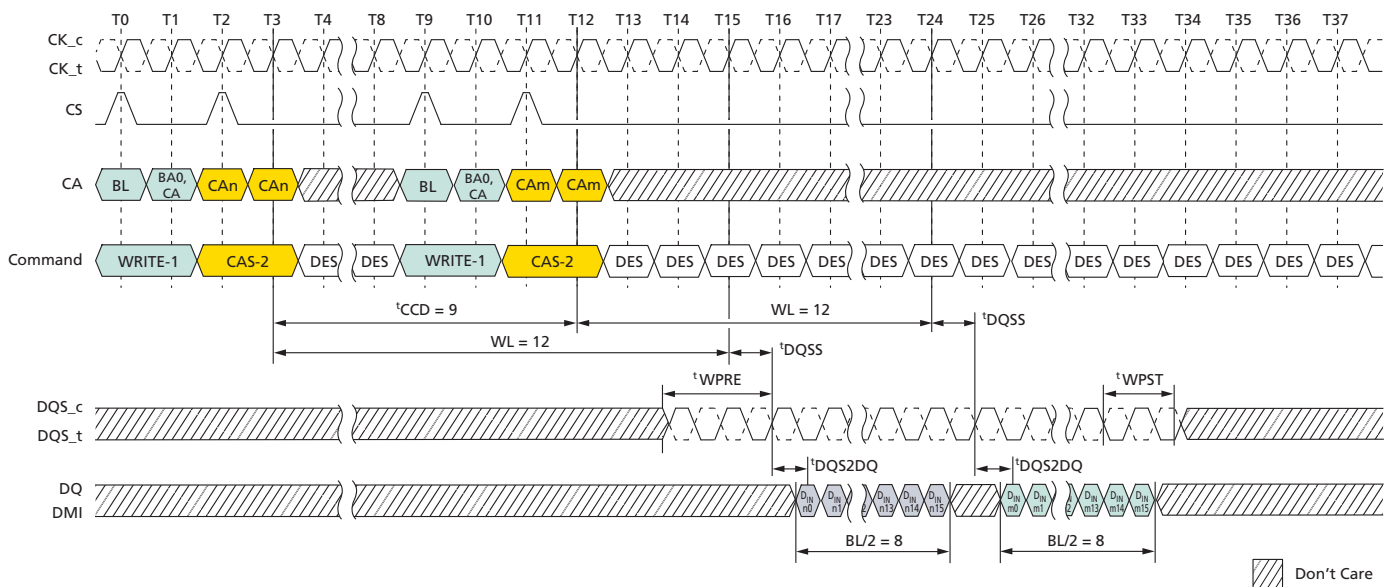 T0 T1 T2 T3 T4 T8 T9 T10 T11 T12 T13 T14 T15 T16 T17 T23 T24 T25 T26 T32 T33 T34 T35 T36 T37
CK_c
CK_t
CS
CA BL BA0, CA CAn CAn BL BA0, CA CAm CAm
Command WRITE-1 CAS-2 DES DES WRITE-1 CAS-2 DES DES DES DES DES DES DES DES DES DES DES DES DES DES DES
tCCD = 9 WL = 12 tDQSS
WL = 12 tDQSS
tWPRE tWPST
DQS_c
DQS_t
tDQS2DQ tDQS2DQ
DQ
DMI
DIN n0 DIN n1 DIN n13 DIN n14 DIN n15 DIN m0 DIN m1 DIN m13 DIN m14 DIN m15
BL/2 = 8 BL/2 = 8
Don't Care